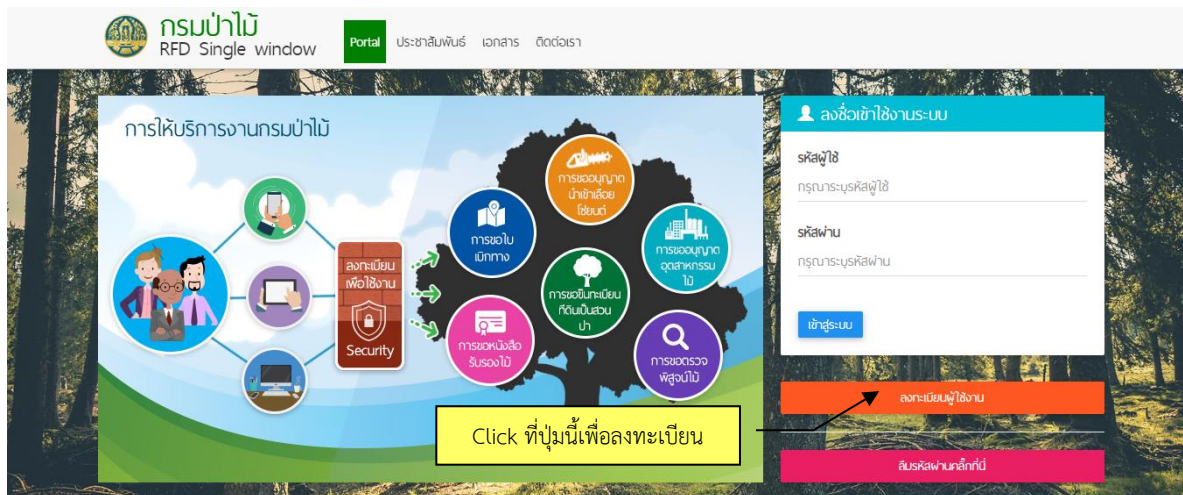 กรมป่าไม้
RFD Single window
Portal ประชาสัมพันธ์ เอกสาร ติดต่อเรา
การให้บริการงานกรมป่าไม้
ลงทะเบียน
เพื่อใช้งาน
Security
การขออนุญาต
นำเข้าเลื่อย
โซ่ยนต์
การขอใบ
เบิกทาง
การขออนุญาต
อุตสาหกรรม
ไม้
การขอขึ้นทะเบียน
ที่ดินเป็นสวน
ป่า
การขอหนังสือ
รับรองไม้
การขอตรวจ
พิสูจน์ไม้
ลงชื่อเข้าใช้งานระบบ
รหัสผู้ใช้
กรุณาระบุรหัสผู้ใช้
รหัสผ่าน
กรุณาระบุรหัสผ่าน
เข้าสู่ระบบ
ลงทะเบียนผู้ใช้งาน
Click ที่ปุ่มนี้เพื่อลงทะเบียน
ลืมรหัสผ่านคลิ๊กที่นี่